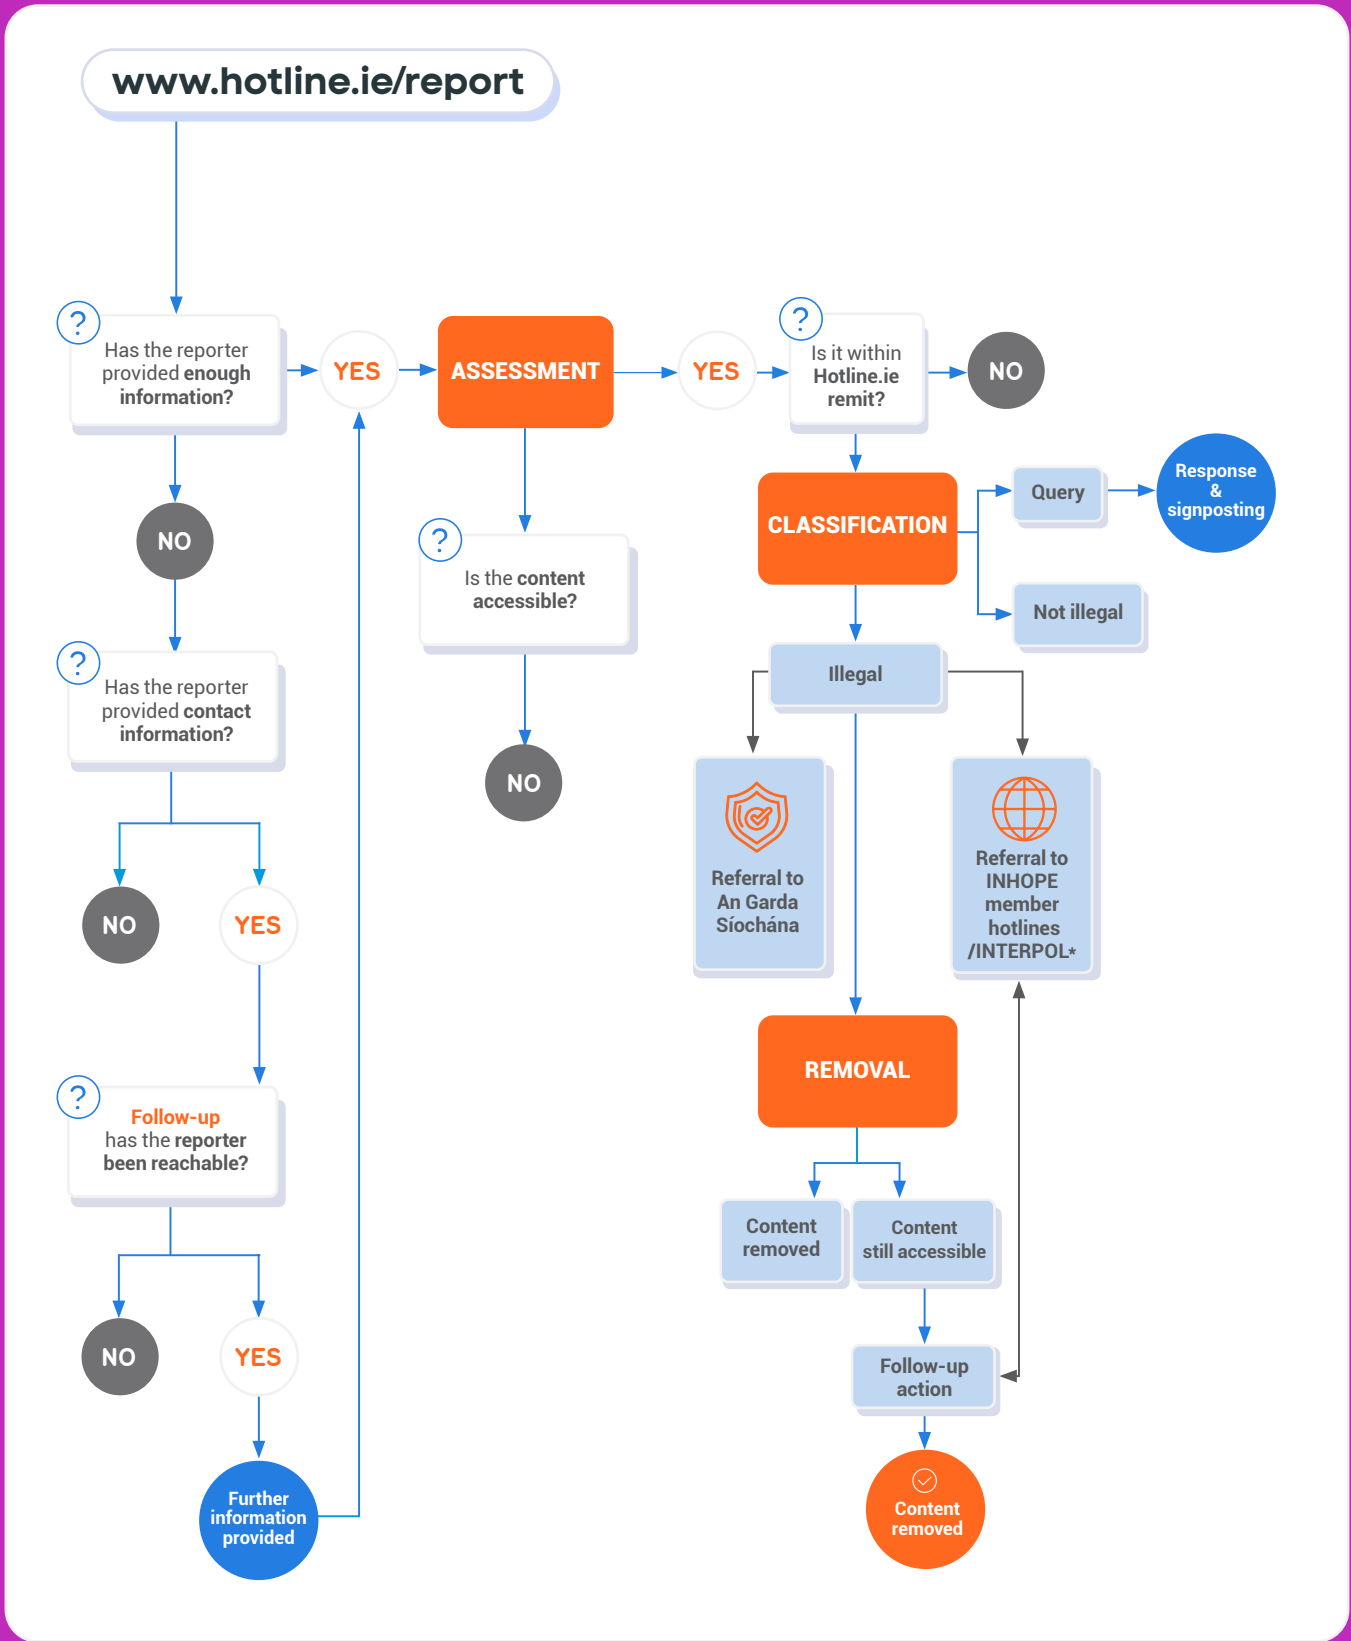 www.hotline.ie/report
?
Has the reporter
provided enough
information?
YES
ASSESSMENT
YES
?
Is it within
Hotline.ie
remit?
NO
NO
CLASSIFICATION
Query
Response
&
signposting
Not illegal
?
Is the content
accessible?
NO
?
Has the reporter
provided contact
information?
NO
YES
Illegal
Referral to
An Garda
Síochána
Referral to
INHOPE
member
hotlines
/INTERPOL*
?
Follow-up
has the reporter
been reachable?
NO
YES
Further
information
provided
REMOVAL
Content
removed
Content
still accessible
Follow-up
action
Content
removed